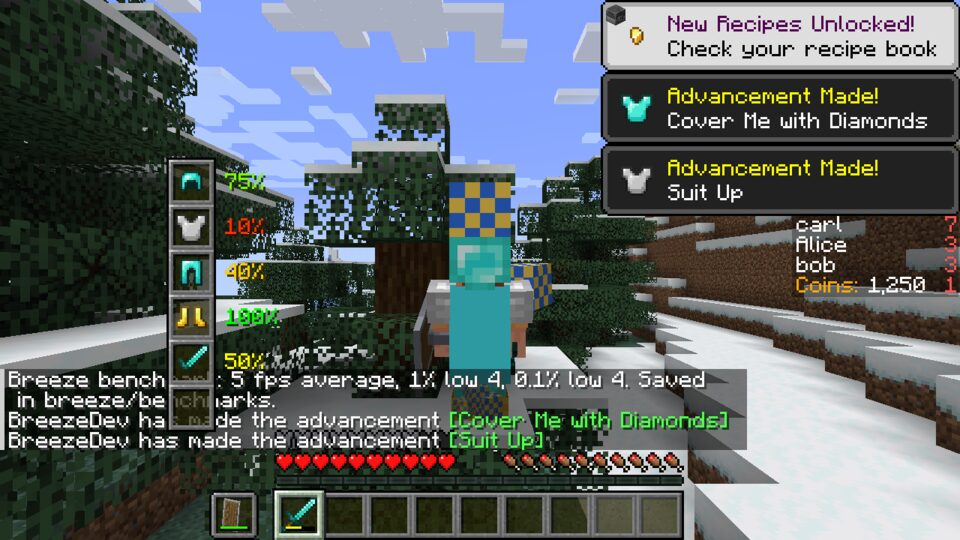 New Recipes Unlocked!
Check your recipe book
Advancement Made!
Cover Me with Diamonds
Advancement Made!
Suit Up
75%
10%
40%
100%
50%
carl 7
Alice 3
bob 3
Coins: 1,250 1
Breeze bench : 5 fps average, 1% low 4, 0.1% low 4. Saved
in breeze/benchmarks.
BreezeDev has made the advancement [Cover Me with Diamonds]
BreezeDev has made the advancement [Suit Up]